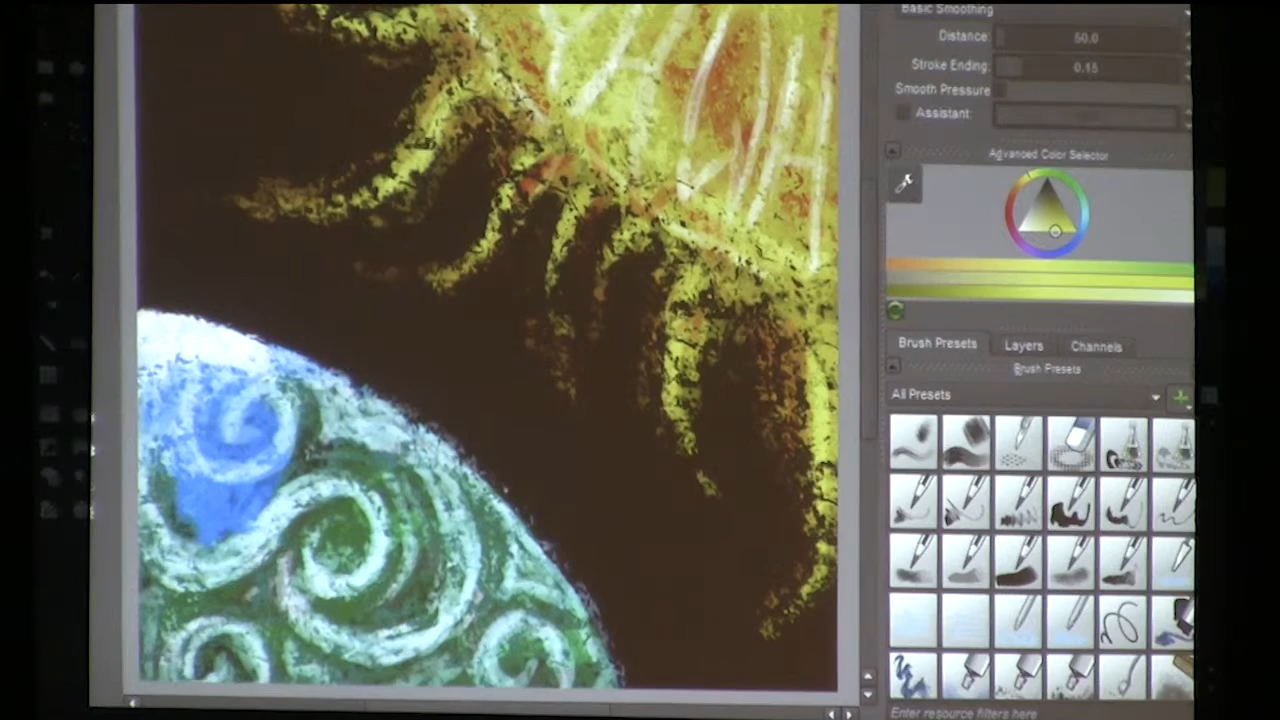 Basic Smoothing
Distance: 50.0
Stroke Ending: 0.15
Smooth Pressure
Assistant:
Advanced Color Selector
Brush Presets Layers Channels
Brush Presets
All Presets
Enter resource filters here